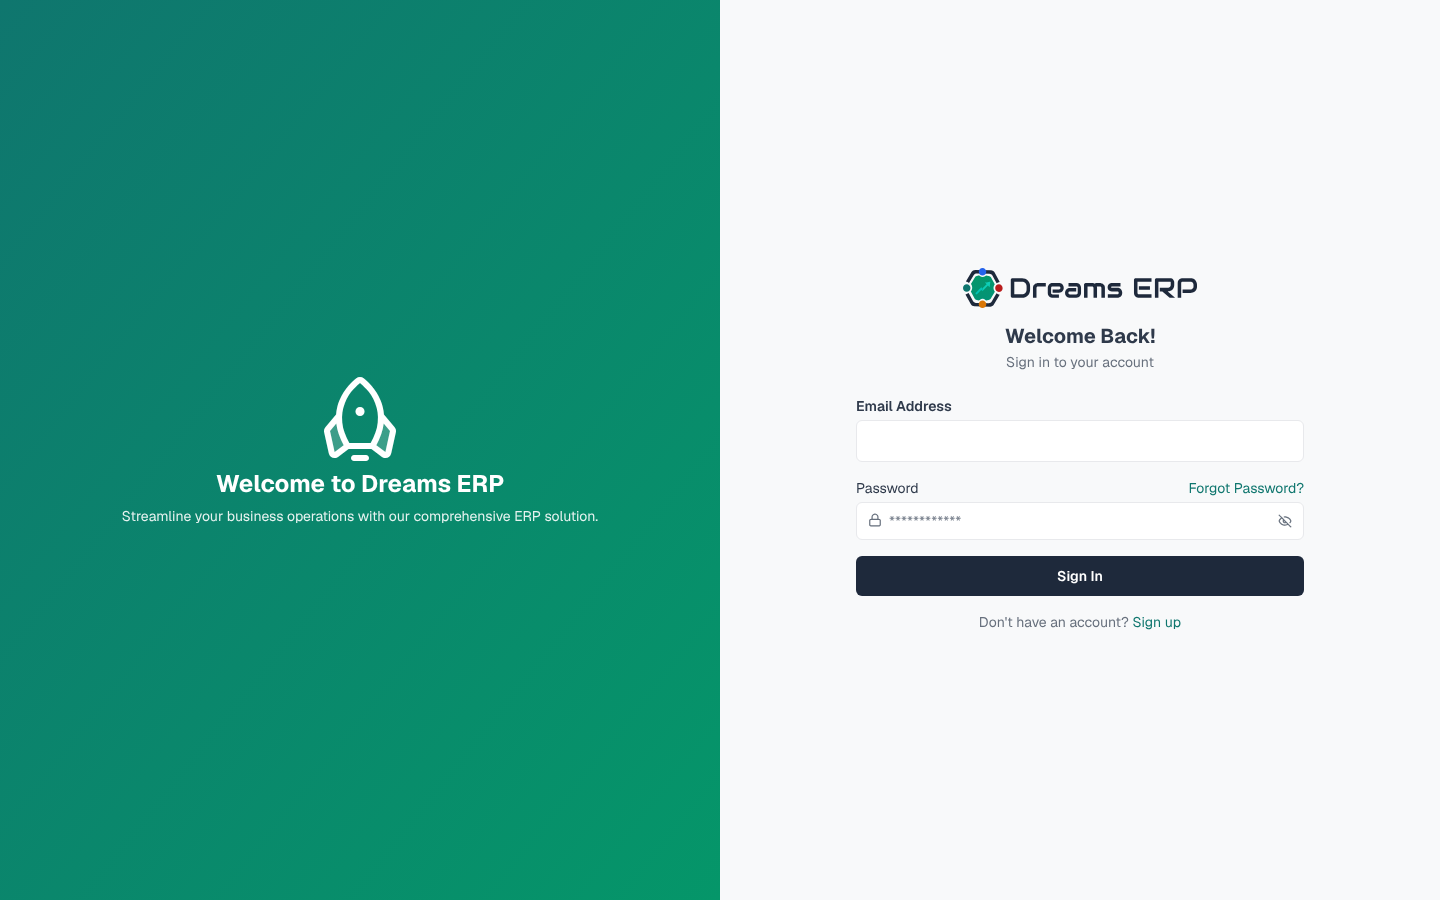 Welcome to Dreams ERP
Streamline your business operations with our comprehensive ERP solution.
Dreams ERP
Welcome Back!
Sign in to your account
Email Address
Password Forgot Password?
************
Sign In
Don't have an account? Sign up